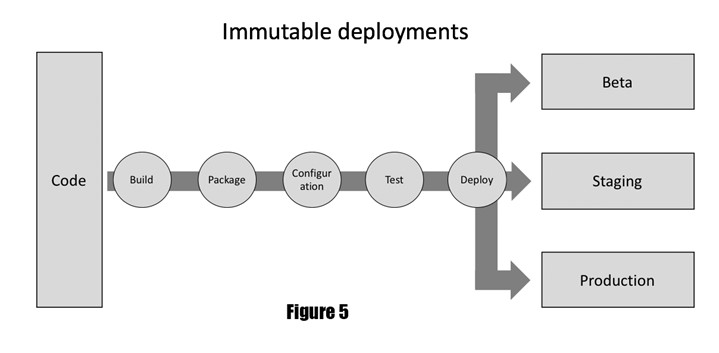 Immutable deployments
Code
Build
Package
Configur
ation
Test
Deploy
Beta
Staging
Production
Figure 5